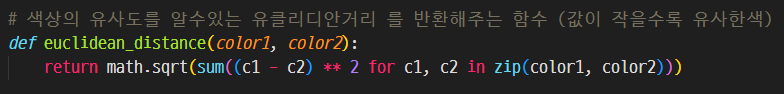 # 색상의 유사도를 알수있는 유클리디안거리 를 반환해주는 함수 (값이 작을수록 유사한색)
def euclidean_distance(color1, color2):
    return math.sqrt(sum((c1 - c2) ** 2 for c1, c2 in zip(color1, color2)))